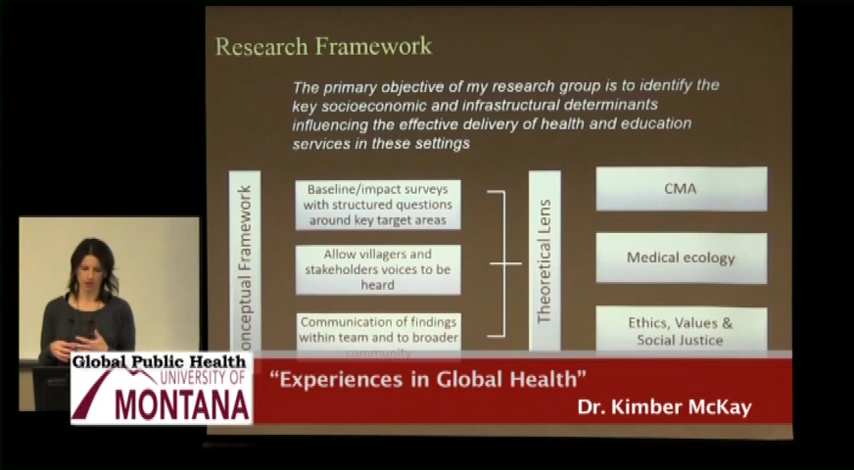 Research Framework
The primary objective of my research group is to identify the
key socioeconomic and infrastructural determinants
influencing the effective delivery of health and education
services in these settings
Conceptual Framework
Baseline/impact surveys
with structured questions
around key target areas
Allow villagers and
stakeholders voices to be
heard
Communication of findings
within team and to broader
community
Theoretical Lens
CMA
Medical ecology
Ethics, Values &
Social Justice
Global Public Health
UNIVERSITY OF
MONTANA
“Experiences in Global Health”
Dr. Kimber McKay